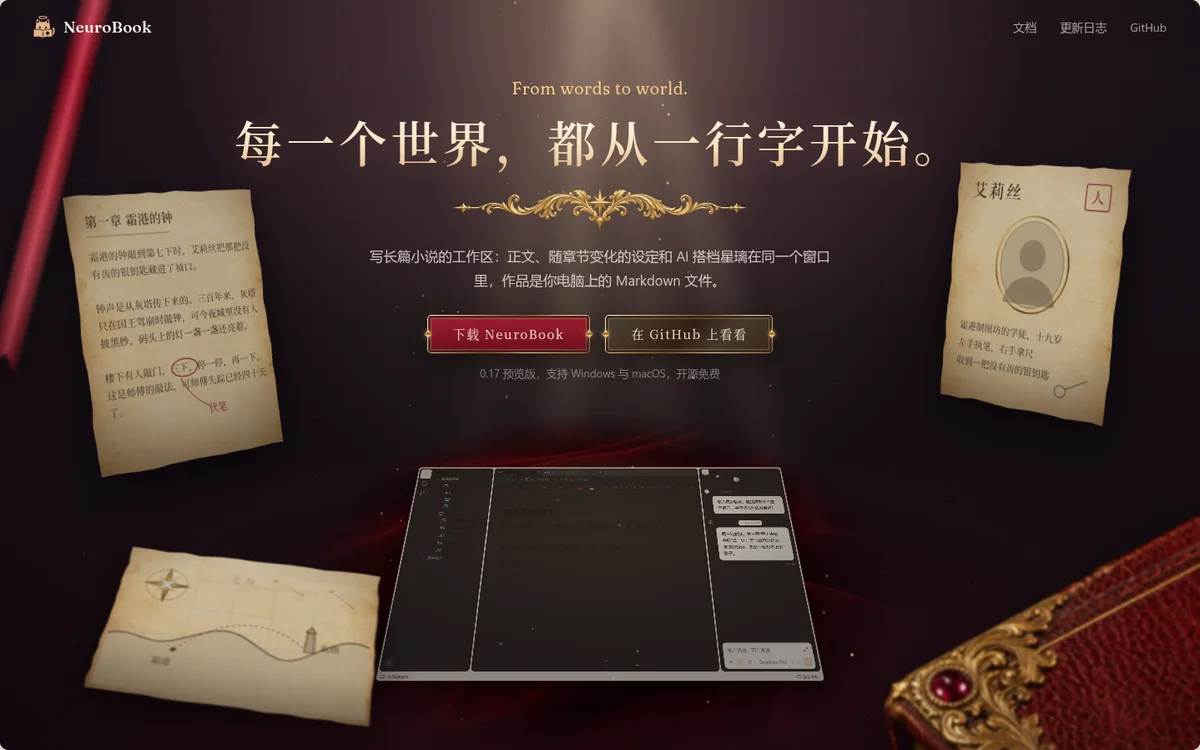 NeuroBook
文档
更新日志
GitHub
From words to world.
每一个世界，都从一行字开始。
写长篇小说的工作区：正文、随章节变化的设定和 AI 搭档星璃在同一个窗口
里，作品是你电脑上的 Markdown 文件。
下载 NeuroBook
在 GitHub 上看看
0.17 预览版，支持 Windows 与 macOS，开源免费
第一章 霜港的钟
霜港的钟敲到第七下时，艾莉丝把那把没
有齿的银钥匙藏进了袖口。
钟声是从灰塔传下来的。三百年来，灰塔
只在国王驾崩时敲钟，可今夜城里没有人
披黑纱，码头上的灯一盏一盏还亮着。
楼下有人敲门，三下，停一停，再一下。
这是师傅的敲法，可师傅失踪已经四十天
了。
伏笔
艾莉丝
人
霜港制图坊的学徒，十九岁
左手执笔，右手拿尺
收到一把没有齿的银钥匙
霜港